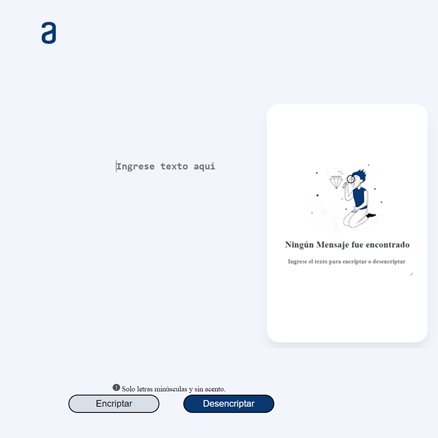 a
Ingrese texto aqui
Ningún Mensaje fue encontrado
Ingrese el texto para encriptar o desencriptar
! Solo letras minúsculas y sin acento.
Encriptar
Desencriptar